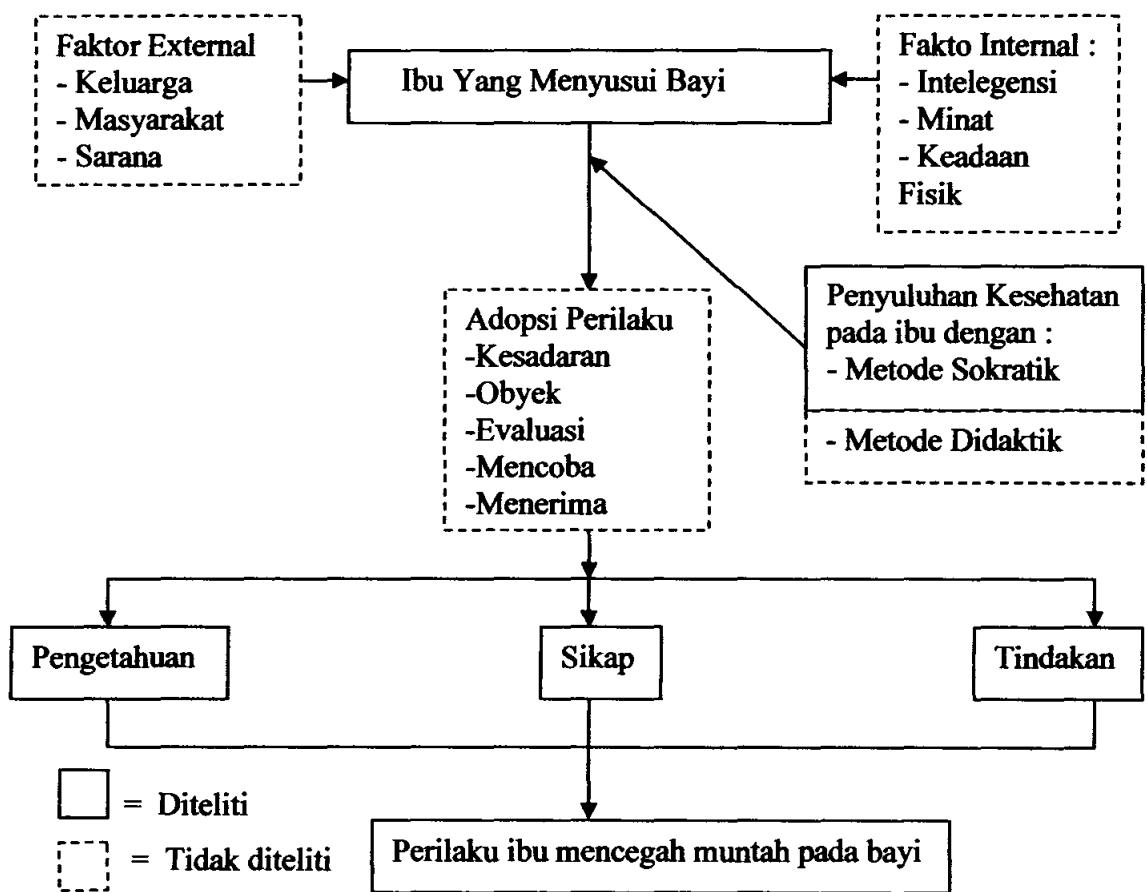 Faktor External
- Keluarga
- Masyarakat
- Sarana
Ibu Yang Menyusui Bayi
Fakto Internal :
- Intelegensi
- Minat
- Keadaan
Fisik
Penyuluhan Kesehatan
pada ibu dengan :
- Metode Sokratik
- Metode Didaktik
Adopsi Perilaku
-Kesadaran
-Obyek
-Evaluasi
-Mencoba
-Menerima
Pengetahuan
Sikap
Tindakan
= Diteliti
= Tidak diteliti
Perilaku ibu mencegah muntah pada bayi